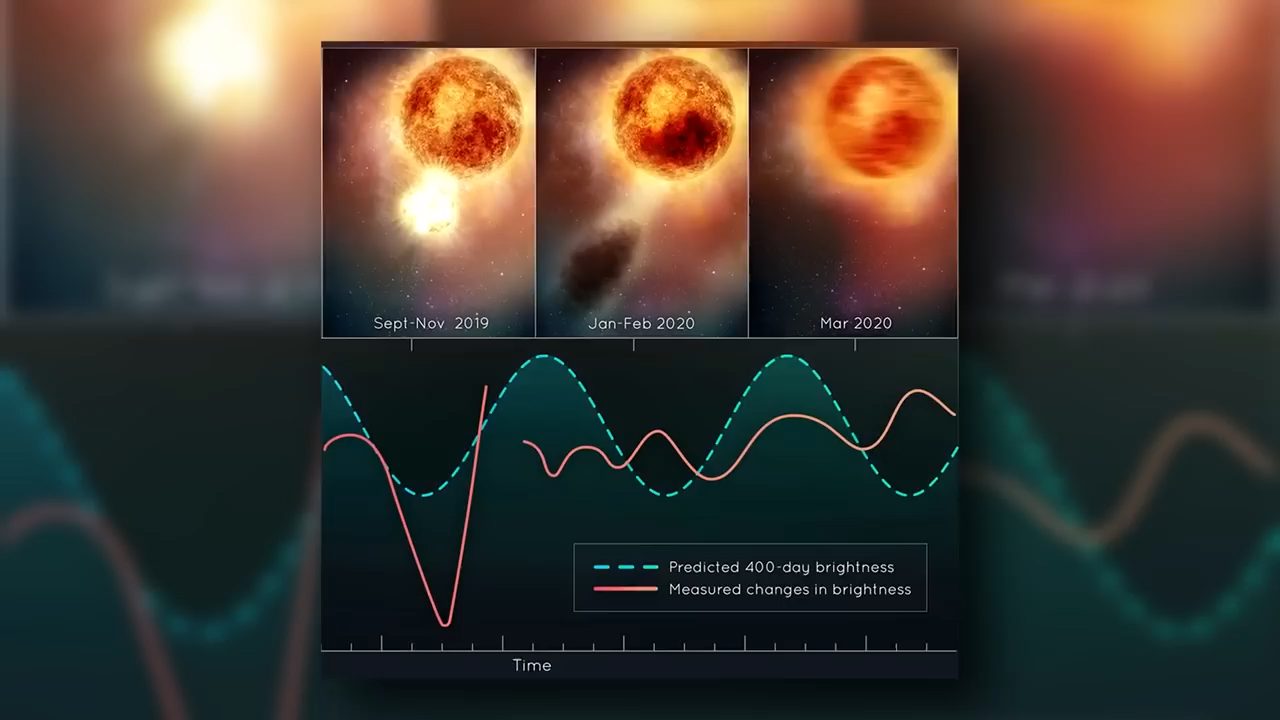 Sept-Nov 2019
Jan-Feb 2020
Mar 2020
Predicted 400-day brightness
Measured changes in brightness
Time